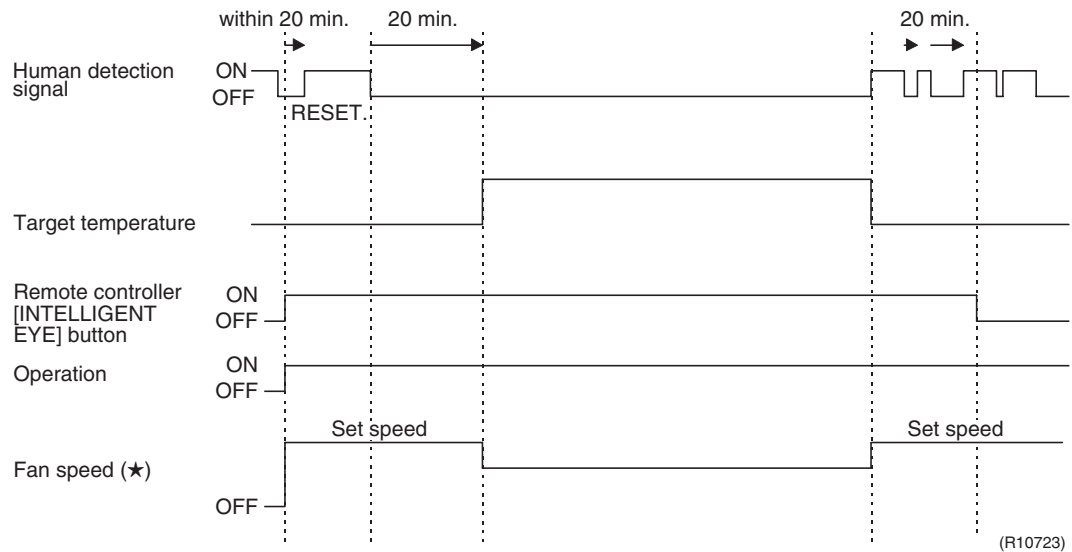 within 20 min.
20 min.
20 min.
Human detection
signal
ON
OFF
RESET.
Target temperature
Remote controller
[INTELLIGENT
EYE] button
ON
OFF
Operation
ON
OFF
Set speed
Set speed
Fan speed (★)
OFF
(R10723)